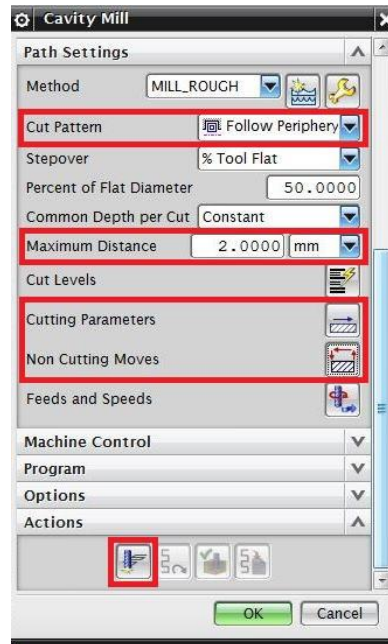 Cavity Mill
Path Settings
Method MILL_ROUGH
Cut Pattern Follow Periphery
Stepover % Tool Flat
Percent of Flat Diameter 50.0000
Common Depth per Cut Constant
Maximum Distance 2.0000 mm
Cut Levels
Cutting Parameters
Non Cutting Moves
Feeds and Speeds
Machine Control
Program
Options
Actions
OK Cancel